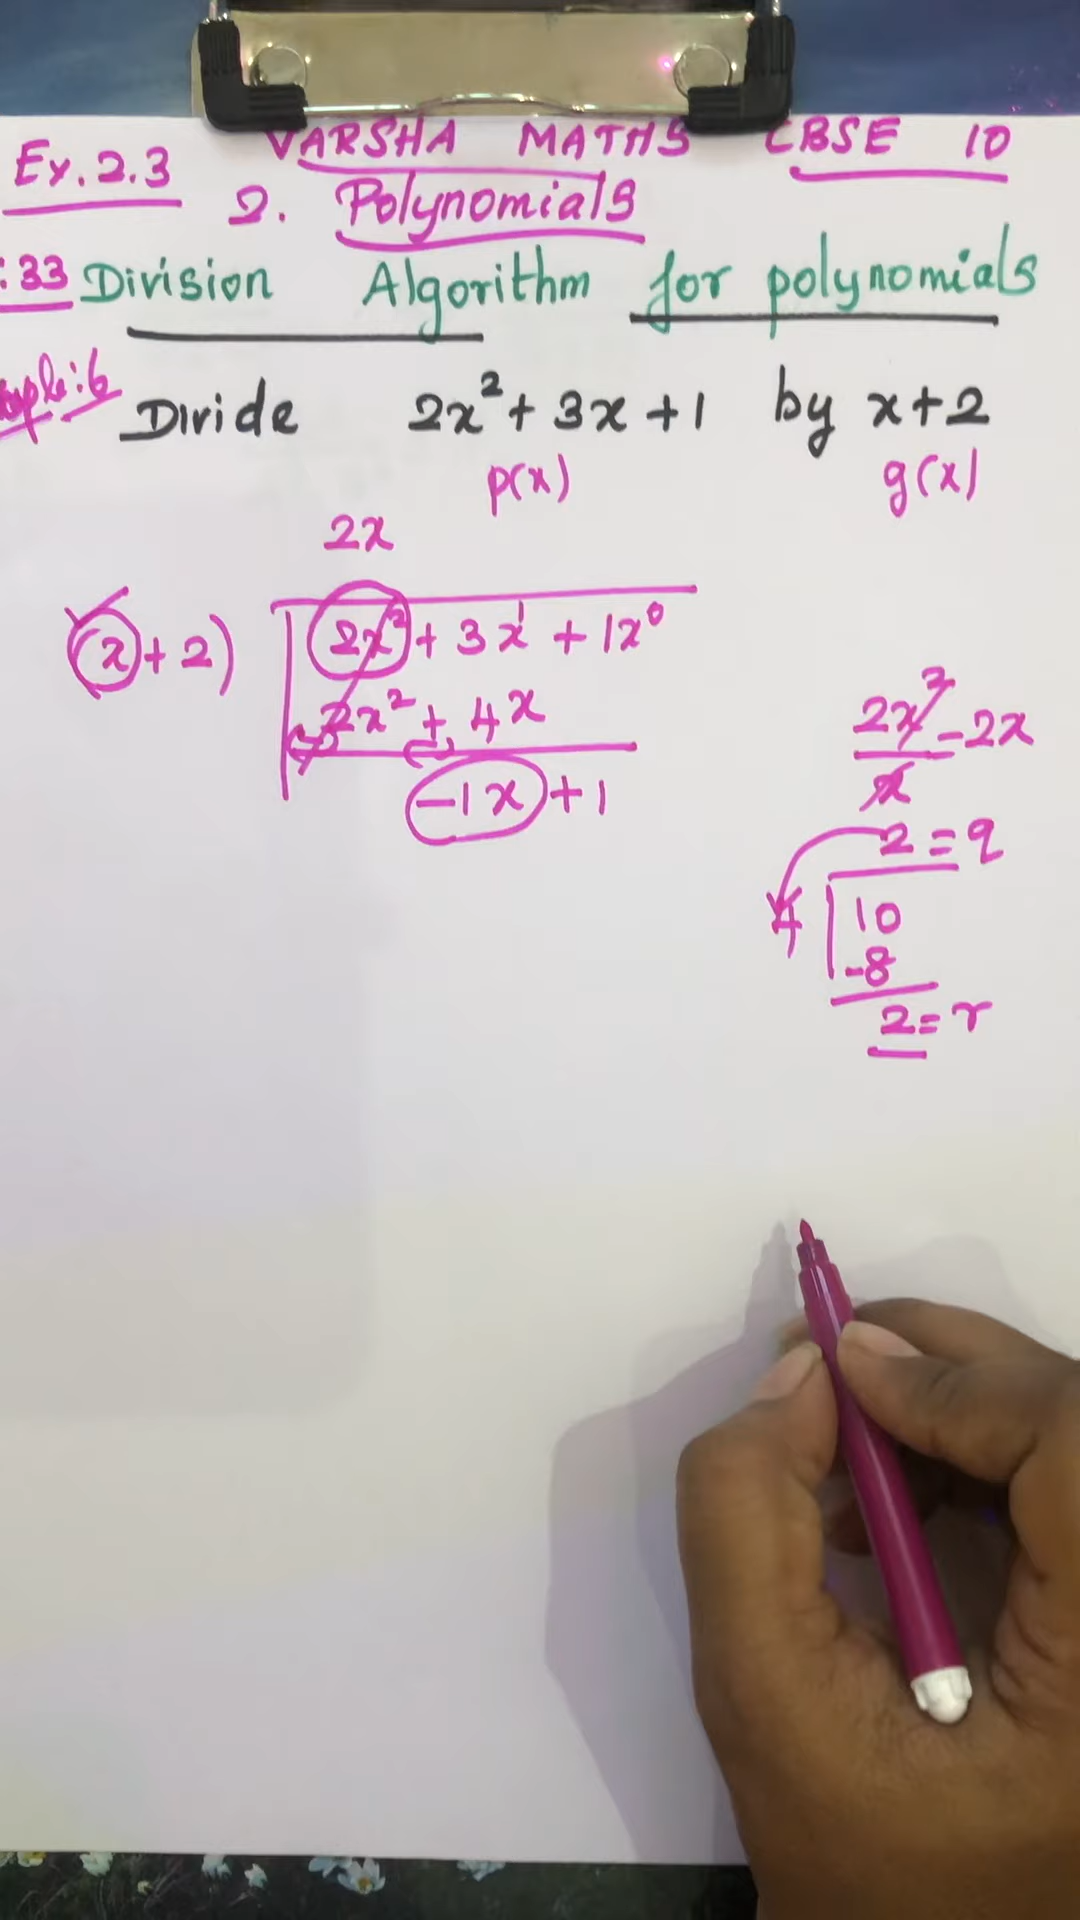 VARSHA MATHS CBSE 10
Ex. 2.3
2. Polynomials
:33 Division Algorithm for polynomials
:6 Divide 2x² + 3x + 1 by x + 2
p(x) g(x)
2x
(x + 2) 2x² + 3x¹ + 1x⁰
2x² + 4x
(-) (-)
-1x + 1
2x² - 2x
x
2 = q
4 10
-8
2 = r